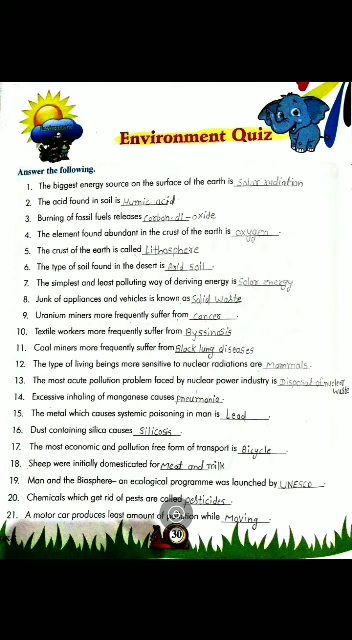 Environment Quiz
Answer the following.
1. The biggest energy source on the surface of the earth is Solar radiation
2. The acid found in soil is Humic acid.
3. Burning of fossil fuels releases Carbon-di-oxide
4. The element found abundant in the crust of the earth is oxygen.
5. The crust of the earth is called Lithosphere
6. The type of soil found in the desert is Arid Soil.
7. The simplest and least polluting way of deriving energy is Solar energy
8. Junk of appliances and vehicles is known as Solid Waste
9. Uranium miners more frequently suffer from Cancer.
10. Textile workers more frequently suffer from Byssinosis
11. Coal miners more frequently suffer from Black lung diseases
12. The type of living beings more sensitive to nuclear radiations are Mammals.
13. The most acute pollution problem faced by nuclear power industry is Disposal of nuclear waste
14. Excessive inhaling of manganese causes pneumonia.
15. The metal which causes systemic poisoning in man is Lead.
16. Dust containing silica causes Silicosis.
17. The most economic and pollution free form of transport is Bicycle.
18. Sheep were initially domesticated for Meat and milk
19. Man and the Biosphere– an ecological programme was launched by UNESCO.
20. Chemicals which get rid of pests are called pesticides.
21. A motor car produces least amount of pollution while Moving.
30